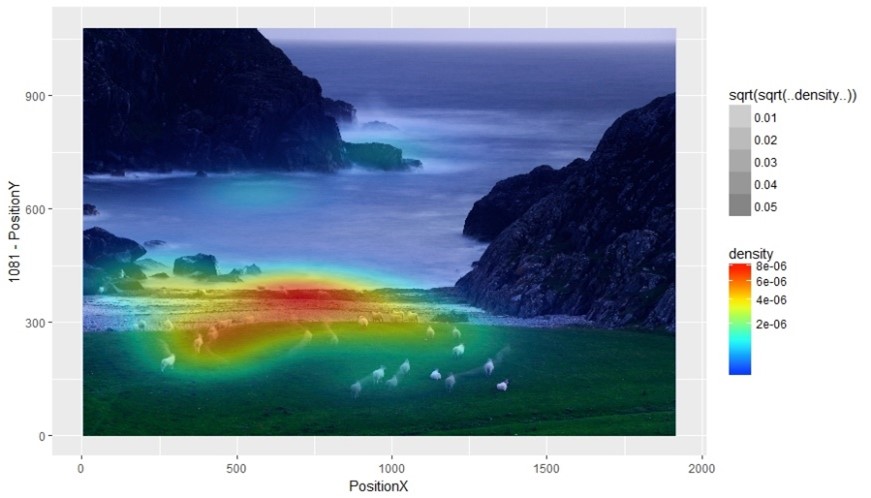 900
600
300
0
1081 - PositionY
0 500 1000 1500 2000
PositionX
sqrt(sqrt(..density..))
0.01
0.02
0.03
0.04
0.05
density
8e-06
6e-06
4e-06
2e-06